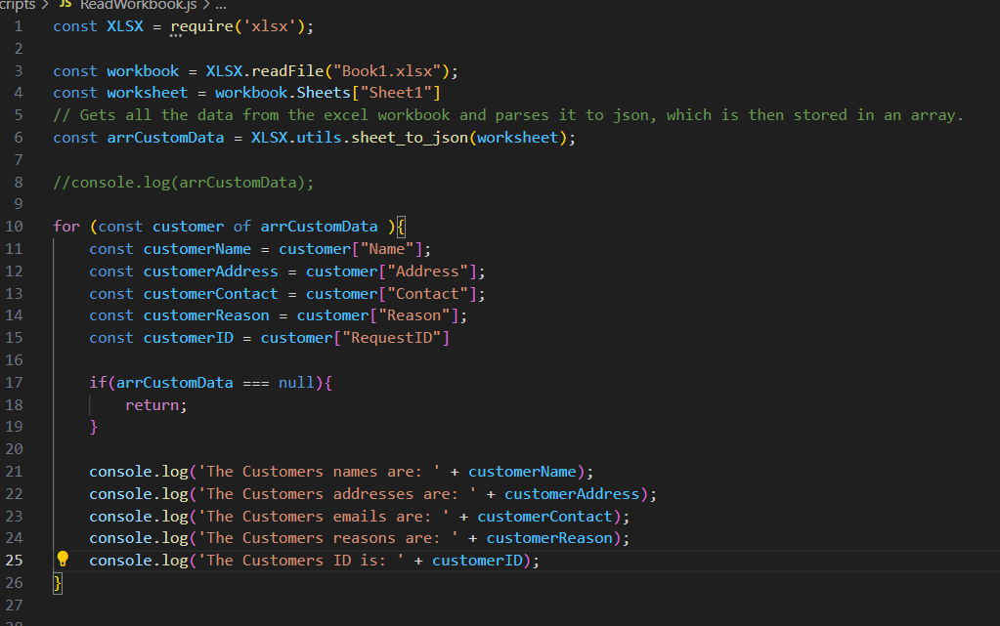 cripts > JS ReadWorkbook.js > ...
1 const XLSX = require('xlsx');
2
3 const workbook = XLSX.readFile("Book1.xlsx");
4 const worksheet = workbook.Sheets["Sheet1"]
5 // Gets all the data from the excel workbook and parses it to json, which is then stored in an array.
6 const arrCustomData = XLSX.utils.sheet_to_json(worksheet);
7
8 //console.log(arrCustomData);
9
10 for (const customer of arrCustomData ){
11     const customerName = customer["Name"];
12     const customerAddress = customer["Address"];
13     const customerContact = customer["Contact"];
14     const customerReason = customer["Reason"];
15     const customerID = customer["RequestID"]
16
17     if(arrCustomData === null){
18         return;
19     }
20
21     console.log('The Customers names are: ' + customerName);
22     console.log('The Customers addresses are: ' + customerAddress);
23     console.log('The Customers emails are: ' + customerContact);
24     console.log('The Customers reasons are: ' + customerReason);
25     console.log('The Customers ID is: ' + customerID);
26 }
27
28